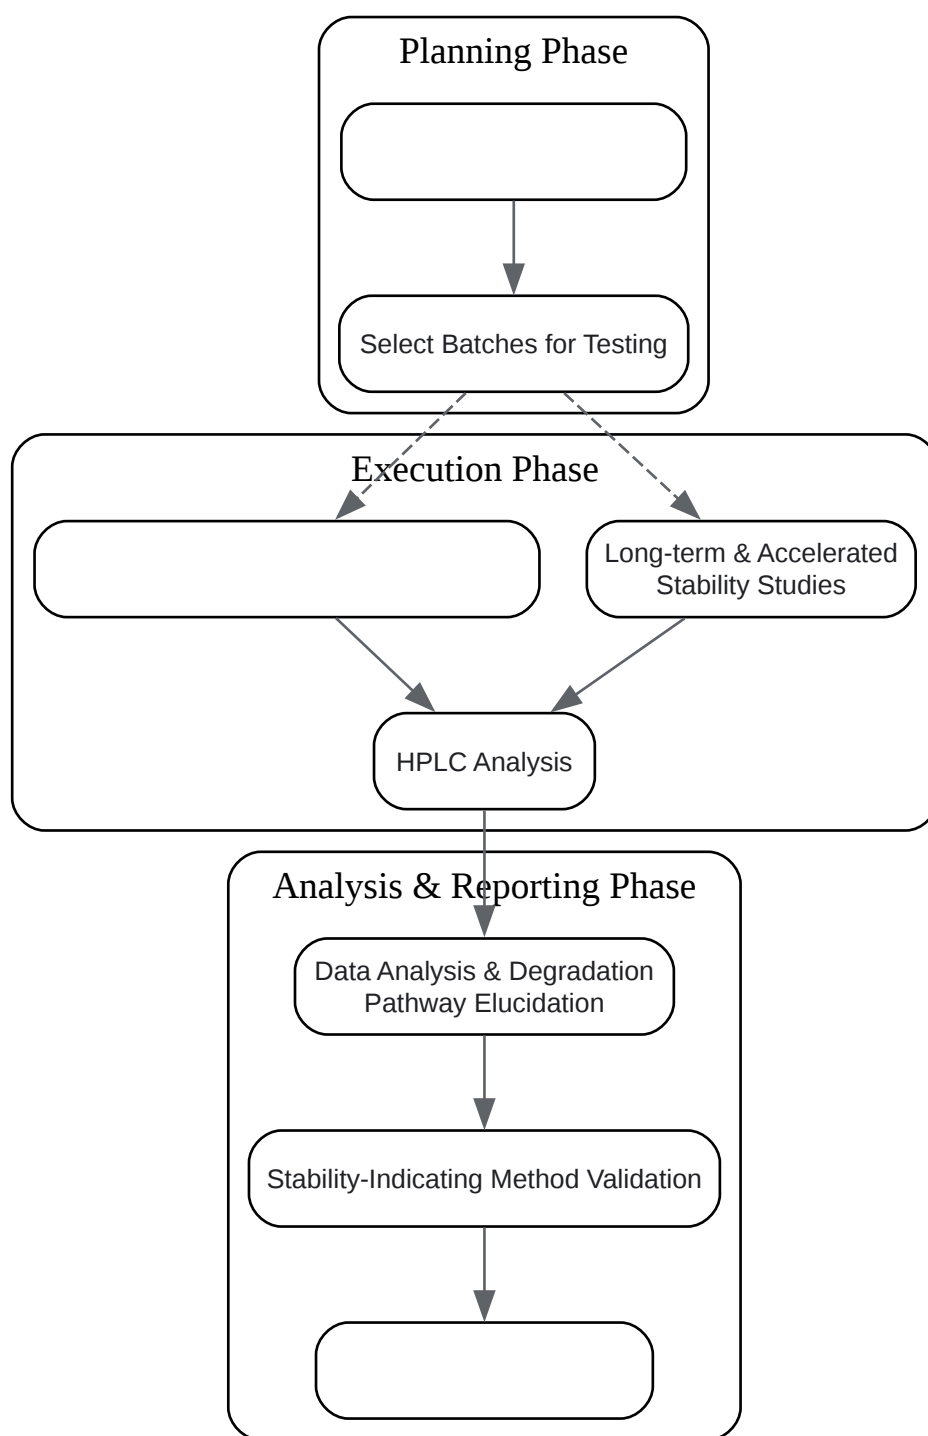 Planning Phase
Select Batches for Testing
Execution Phase
Long-term & Accelerated
Stability Studies
HPLC Analysis
Analysis & Reporting Phase
Data Analysis & Degradation
Pathway Elucidation
Stability-Indicating Method Validation